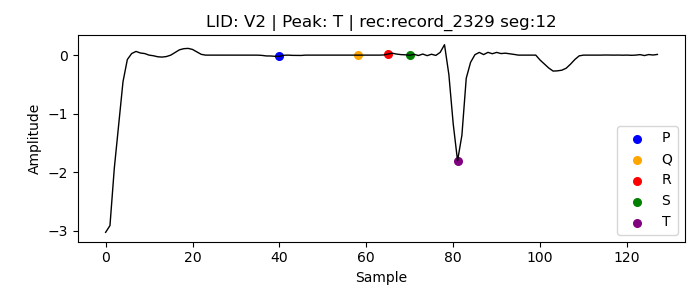 LID: V2 | Peak: T | rec:record_2329 seg:12
Amplitude
0
−1
−2
−3
0 20 40 60 80 100 120
Sample
P
Q
R
S
T